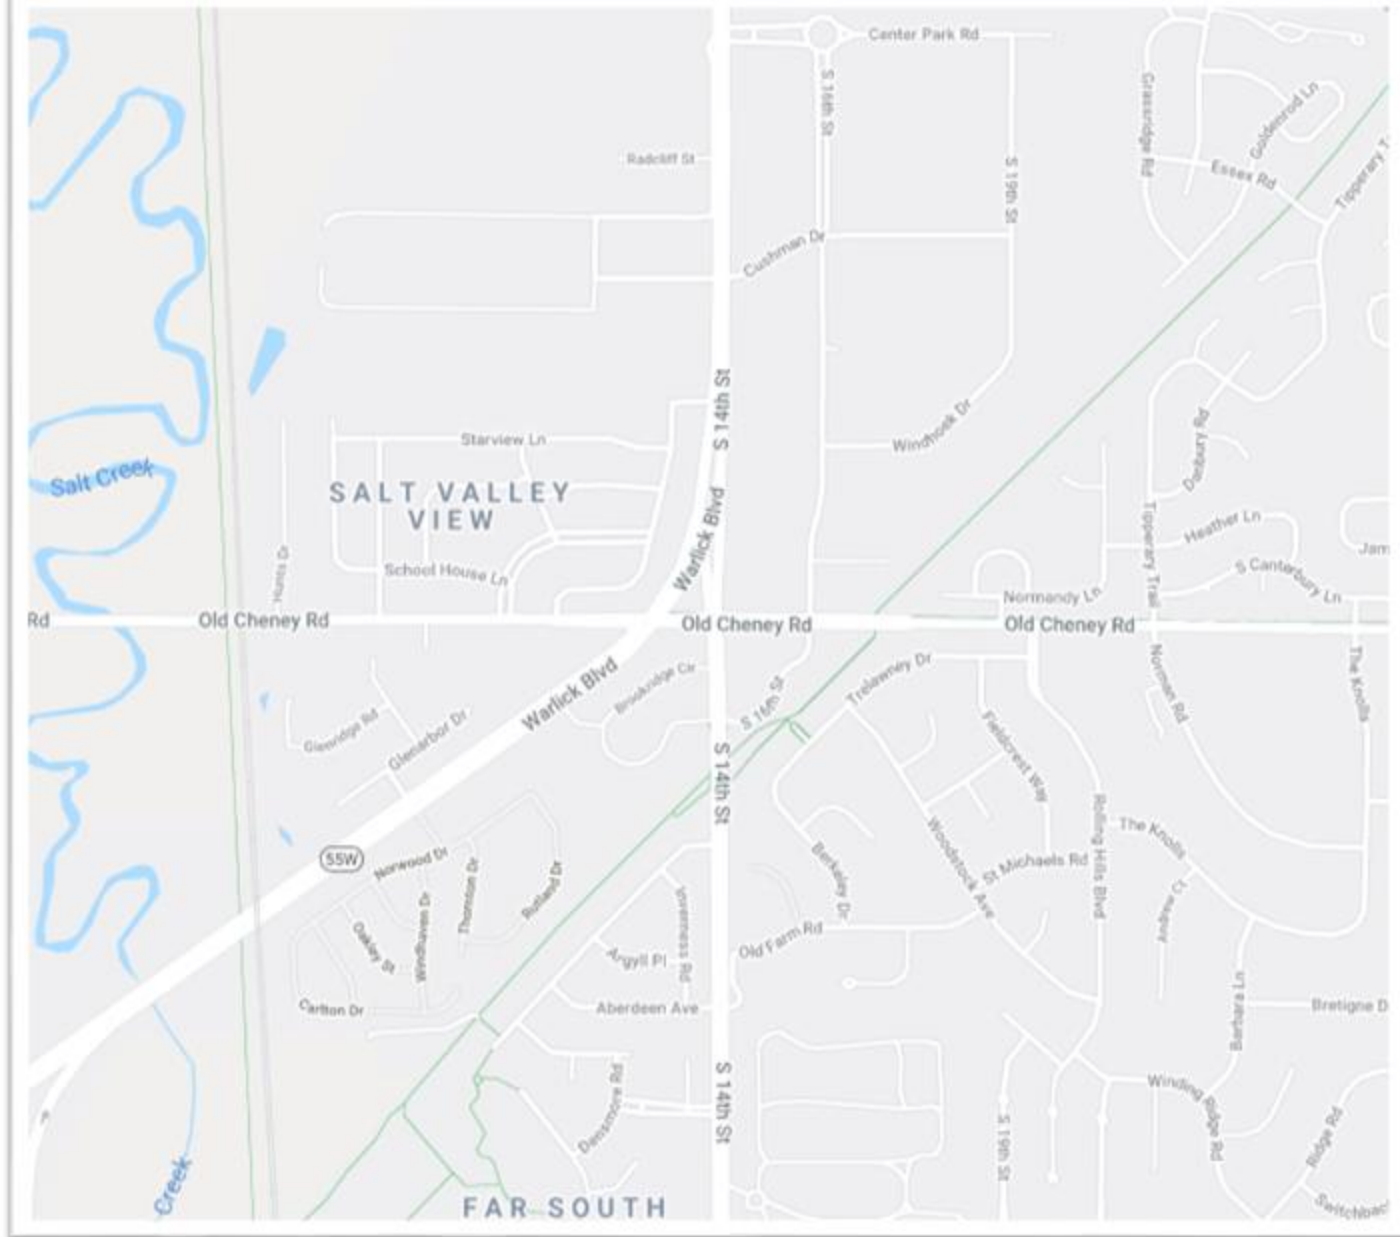 Center Park Rd
S 16th St
Grassridge Rd
Goldenrod Ln
Radcliff St
S 19th St
Essex Rd
Tipperary T
Cushman Dr
S 14th St
Windhoek Dr
Danbury Rd
Starview Ln
Salt Creek
SALT VALLEY
VIEW
Warlick Blvd
Tipperary Trail
Heather Ln
Jam
Hunts Dr
School House Ln
S Canterbury Ln
Normandy Ln
Rd
Old Cheney Rd
Old Cheney Rd
Old Cheney Rd
Warlick Blvd
Brookridge Cir
Trelawney Dr
Norman Rd
The Knolls
S 16th St
Glenridge Rd
Glenarbor Dr
Fieldcrest Way
S 14th St
Rolling Hills Blvd
The Knolls
55W
Norwood Dr
Thornton Dr
Rutland Dr
Berkeley Dr
Woodstock Ave
St Michaels Rd
Andrew Ct
Inverness Rd
Oakley St
Windhaven Dr
Old Farm Rd
Argyll Pl
Carlton Dr
Aberdeen Ave
Barbara Ln
Bretigne D
S 14th St
Densmore Rd
Winding Ridge Rd
S 19th St
Ridge Rd
Creek
FAR SOUTH
Switchbac